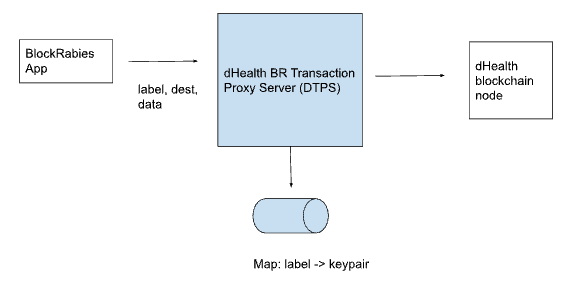 BlockRabies
App
label, dest,
data
dHealth BR Transaction
Proxy Server (DTPS)
dHealth
blockchain
node
Map: label -> keypair